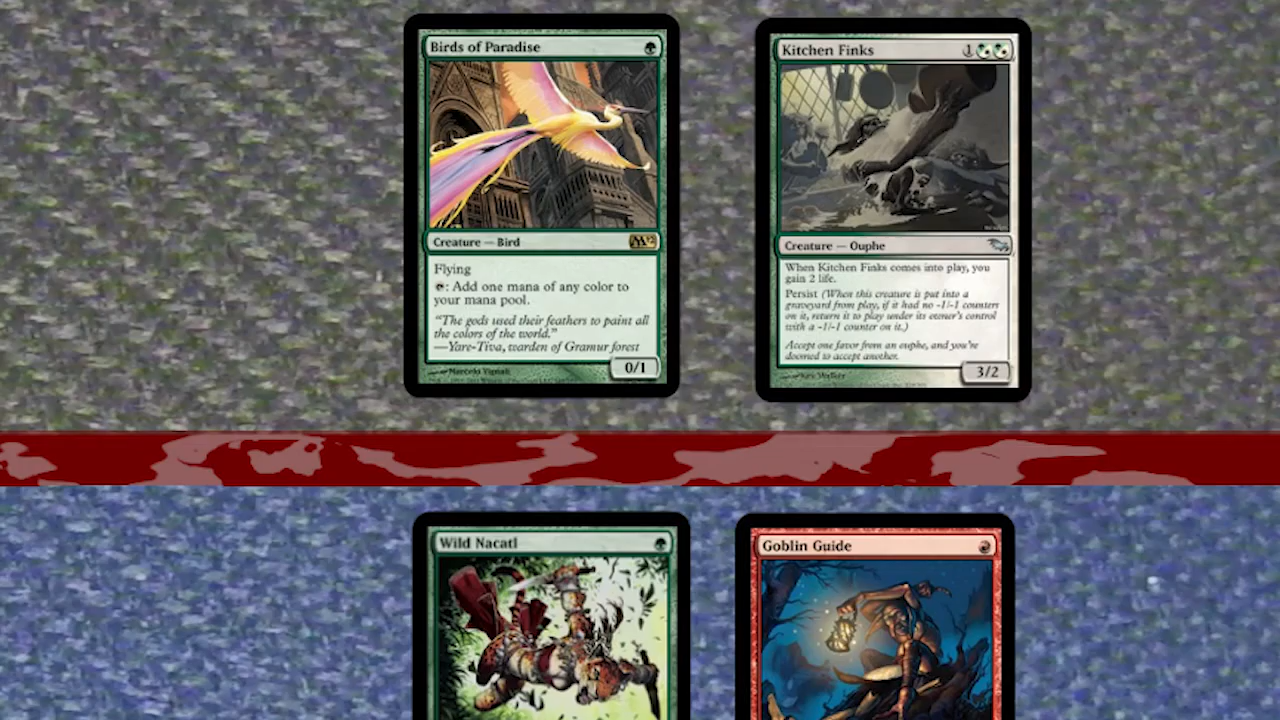 Birds of Paradise
Creature — Bird
M12
Flying
: Add one mana of any color to
your mana pool.
"The gods used their feathers to paint all
the colors of the world."
—Yare-Tiva, warden of Gramur forest
Marcelo Vignali
0/1
Kitchen Finks
1
Creature — Ouphe
When Kitchen Finks comes into play, you
gain 2 life.
Persist (When this creature is put into a
graveyard from play, if it had no -1/-1 counters
on it, return it to play under its owner's control
with a -1/-1 counter on it.)
Accept one favor from an ouphe, and you're
doomed to accept another.
3/2
Wild Nacatl
Goblin Guide